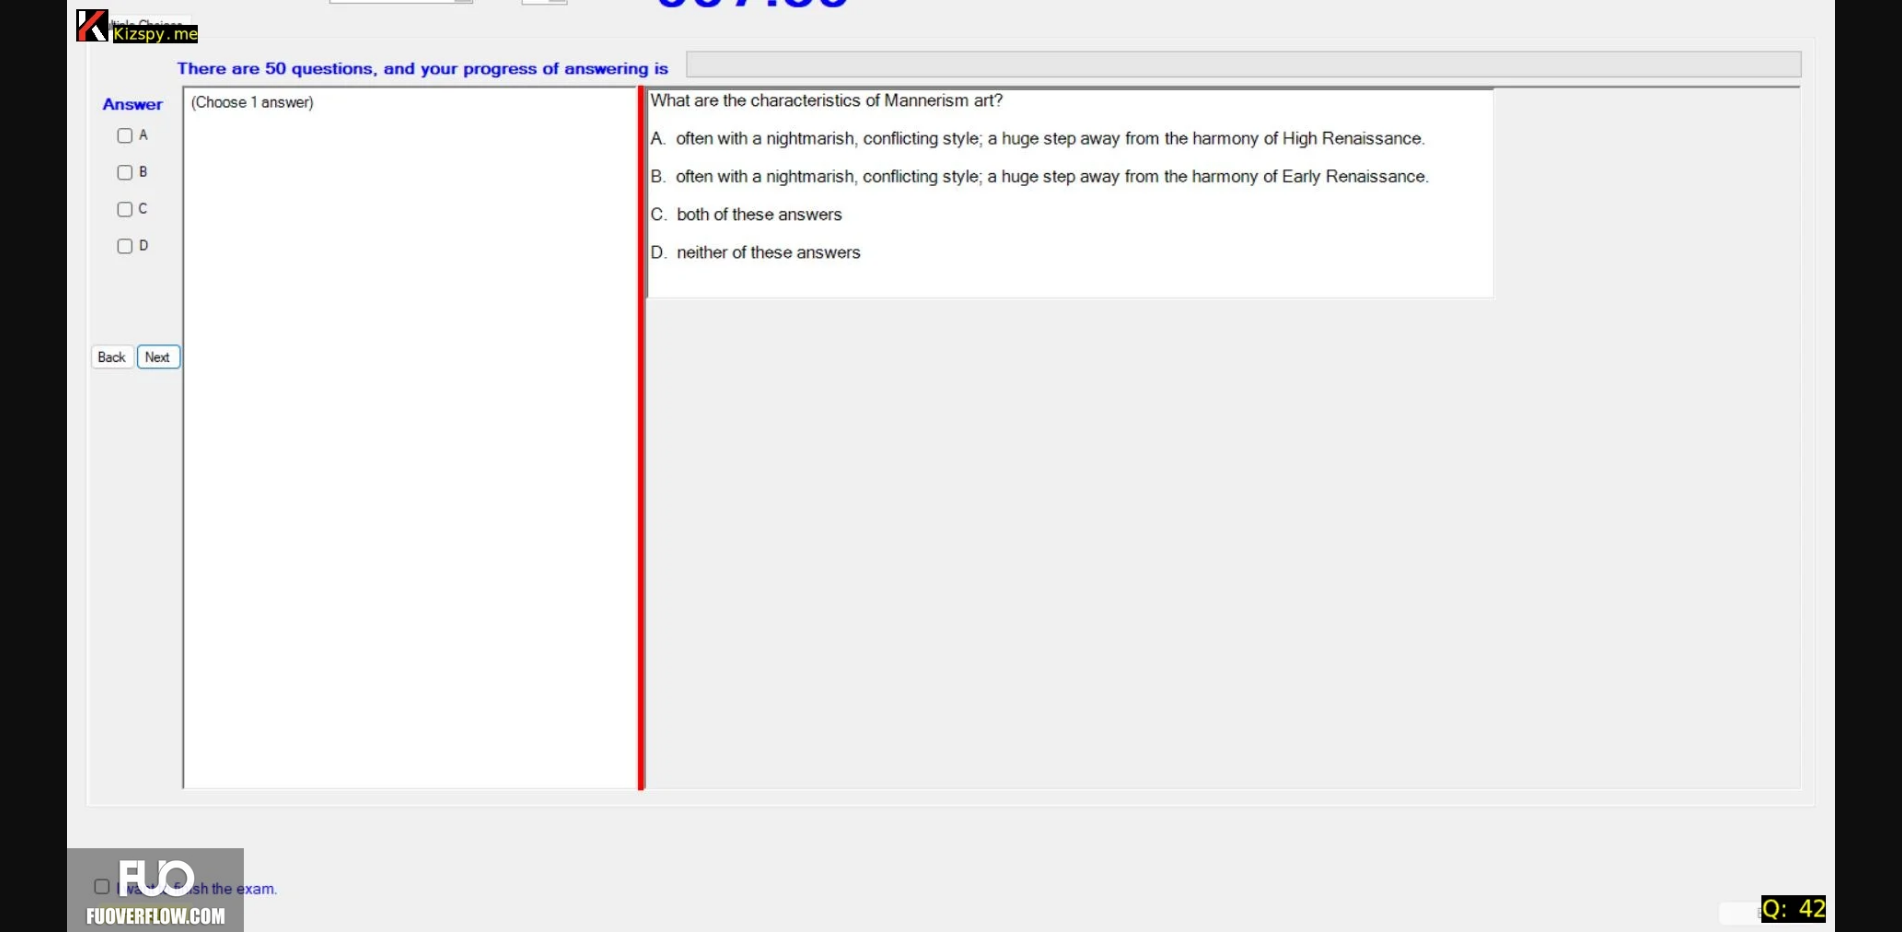 Kizspy.me
There are 50 questions, and your progress of answering is
Answer
(Choose 1 answer)
A
B
C
D
Back
Next
What are the characteristics of Mannerism art?
A. often with a nightmarish, conflicting style; a huge step away from the harmony of High Renaissance.
B. often with a nightmarish, conflicting style; a huge step away from the harmony of Early Renaissance.
C. both of these answers
D. neither of these answers
FUO
the exam.
FUOVERFLOW.COM
Q: 42